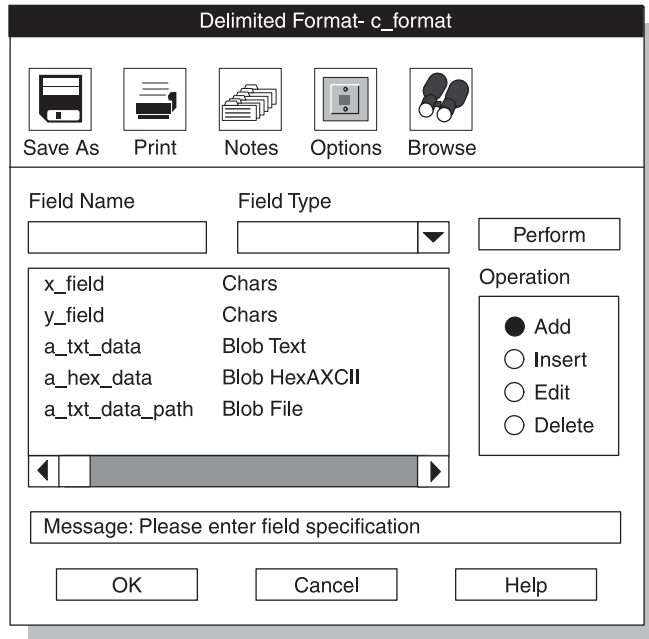 Delimited Format- c_format
Save As Print Notes Options Browse
Field Name Field Type
Perform
x_field Chars
y_field Chars
a_txt_data Blob Text
a_hex_data Blob HexAXCII
a_txt_data_path Blob File
Operation
Add
Insert
Edit
Delete
Message: Please enter field specification
OK Cancel Help